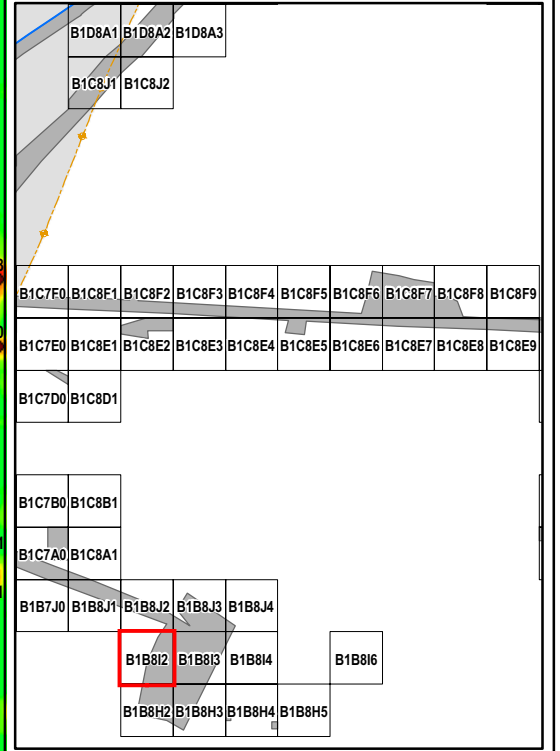 B1D8A1 B1D8A2 B1D8A3
B1C8J1 B1C8J2
B1C7F0 B1C8F1 B1C8F2 B1C8F3 B1C8F4 B1C8F5 B1C8F6 B1C8F7 B1C8F8 B1C8F9
B1C7E0 B1C8E1 B1C8E2 B1C8E3 B1C8E4 B1C8E5 B1C8E6 B1C8E7 B1C8E8 B1C8E9
B1C7D0 B1C8D1
B1C7B0 B1C8B1
B1C7A0 B1C8A1
B1B7J0 B1B8J1 B1B8J2 B1B8J3 B1B8J4
B1B8I2 B1B8I3 B1B8I4 B1B8I6
B1B8H2 B1B8H3 B1B8H4 B1B8H5